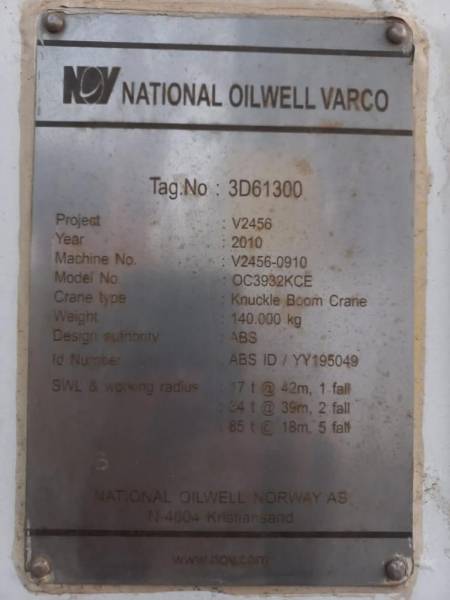 NOV NATIONAL OILWELL VARCO
Tag.No : 3D61300
Project : V2456
Year : 2010
Machine No. : V2456-0910
Model No. : OC3932KCE
Crane type : Knuckle Boom Crane
Weight : 140.000 kg
Design authority : ABS
Id Number : ABS ID / YY195049
SWL & working radius : 17 t @ 42m, 1 fall
: 34 t @ 39m, 2 fall
: 85 t @ 18m, 5 fall
NATIONAL OILWELL NORWAY AS
N-4604 Kristiansand
www.nov.com